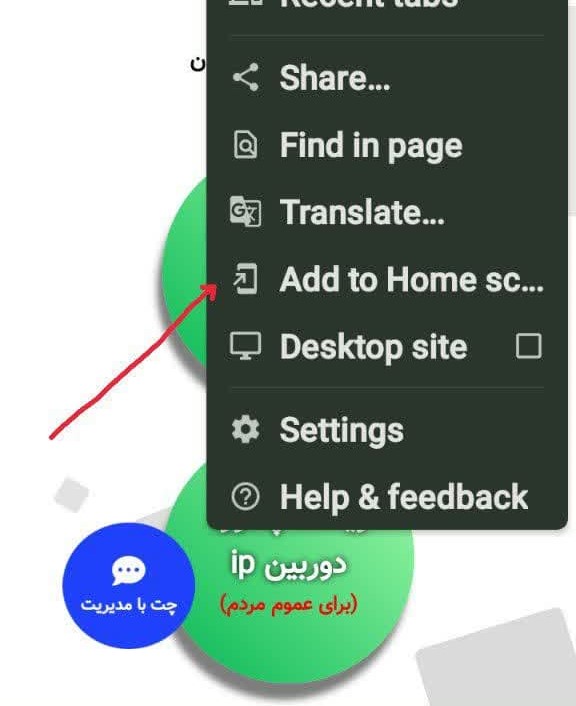 Recent tabs
ن
Share...
Find in page
Translate...
Add to Home sc...
Desktop site
Settings
Help & feedback
دوربین ip
(برای عموم مردم)
چت با مدیریت